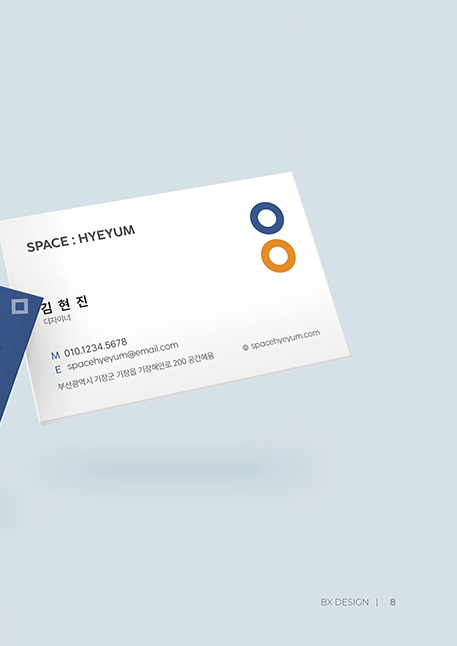 SPACE : HYEYUM
김 현 진
디자이너
M 010.1234.5678
E spacehyeyum@email.com
부산광역시 기장군 기장읍 기장해안로 200 공간혜윰
spacehyeyum.com
BX DESIGN | 8